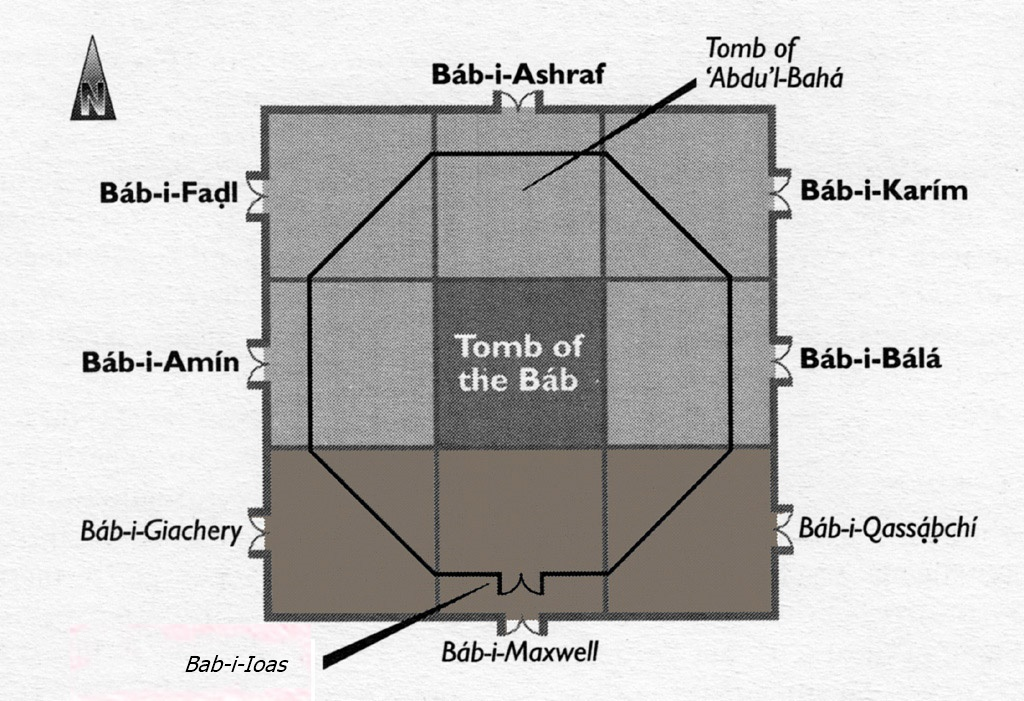 Tomb of
‘Abdu’l-Bahá
Báb-i-Ashraf
N
Báb-i-Faḍl
Báb-i-Karím
Tomb of
the Báb
Báb-i-Amín
Báb-i-Bálá
Báb-i-Giachery
Báb-i-Qassạ́ḅchí
Bab-i-Ioas
Báb-i-Maxwell